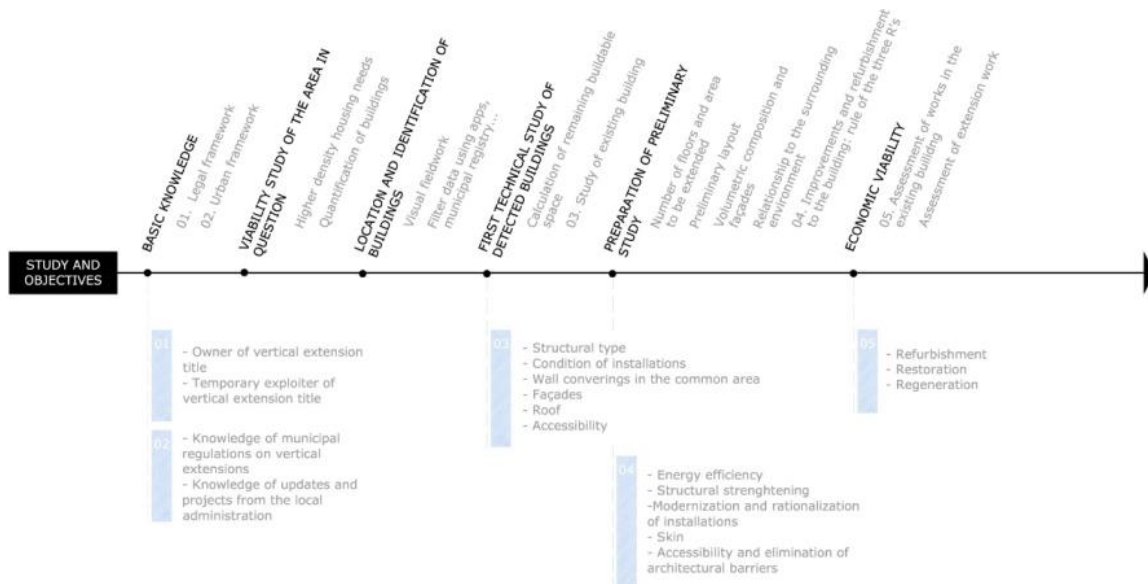 STUDY AND
OBJECTIVES
BASIC KNOWLEDGE
01. Legal framework
02. Urban framework
VIABILITY STUDY OF THE AREA IN
QUESTION
Higher density housing needs
Quantification of buildings
LOCATION AND IDENTIFICATION OF
BUILDINGS
Visual fieldwork
Filter data using apps,
municipal registry...
FIRST TECHNICAL STUDY OF
DETECTED BUILDINGS
Calculation of remaining buildable
space
03. Study of existing building
PREPARATION OF PRELIMINARY
STUDY
Number of floors and area
to be extended
Preliminary layout
Volumetric composition and
façades
Relationship to the surrounding
environment
04. Improvements and refurbishment
to the building: rule of the three R's
ECONOMIC VIABILITY
05. Assessment of works in the
existing buildng
Assessment of extension work
01
- Owner of vertical extension
title
- Temporary exploiter of
vertical extension title
02
- Knowledge of municipal
regulations on vertical
extensions
- Knowledge of updates and
projects from the local
administration
03
- Structural type
- Condition of installations
- Wall converings in the common area
- Façades
- Roof
- Accessibility
04
- Energy efficiency
- Structural strenghtening
-Modernization and rationalization
of installations
- Skin
- Accessibility and elimination of
architectural barriers
05
- Refurbishment
- Restoration
- Regeneration